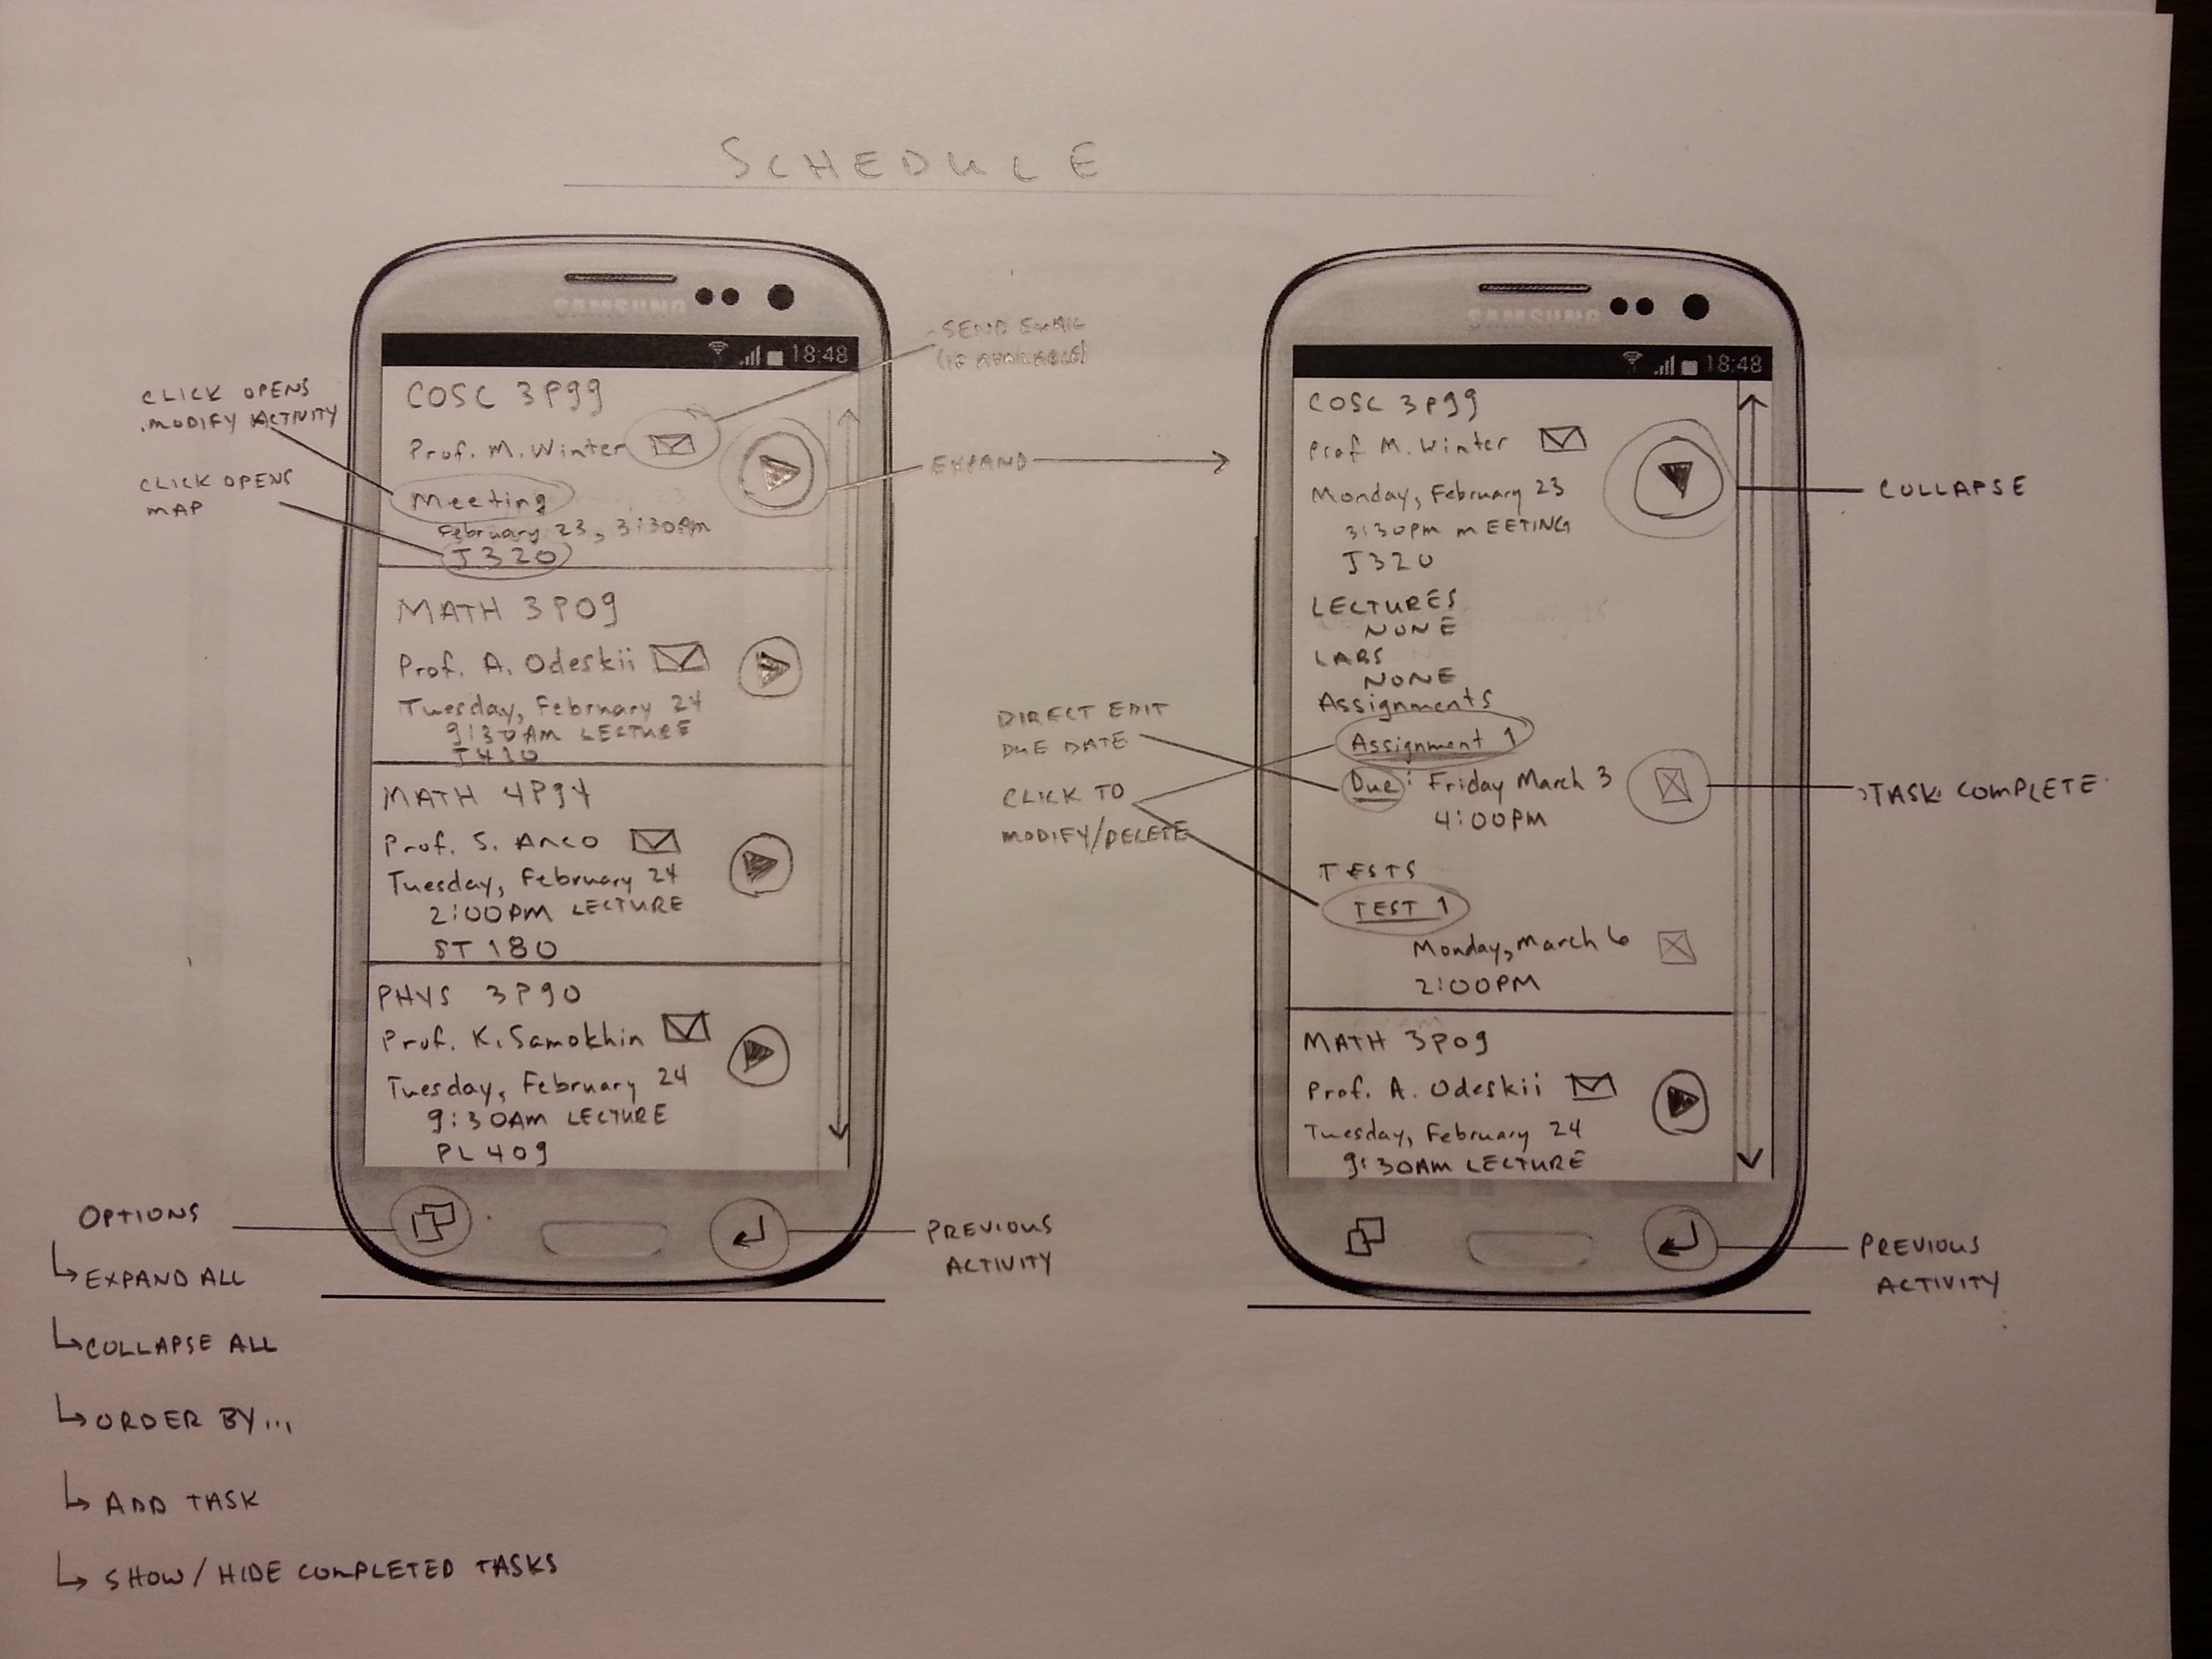 SCHEDULE
SAMSUNG
18:48
CLICK OPENS
MODIFY ACTIVITY
CLICK OPENS
MAP
COSC 3P99
Prof. M. Winter
Meeting
February 23, 3:30pm
J320
MATH 3P09
Prof. A. Odeskii
Tuesday, February 24
9:30AM LECTURE
J410
MATH 4P94
Prof. S. Anco
Tuesday, February 24
2:00PM LECTURE
ST 180
PHYS 3P90
Prof. K. Samokhin
Tuesday, February 24
9:30AM LECTURE
PL 409
SEND EMAIL
(IF AVAILABLE)
EXPAND
OPTIONS
EXPAND ALL
COLLAPSE ALL
ORDER BY...
ADD TASK
SHOW/HIDE COMPLETED TASKS
PREVIOUS
ACTIVITY
DIRECT EDIT
DUE DATE
CLICK TO
MODIFY/DELETE
SAMSUNG
18:48
COSC 3P99
Prof M. Winter
Monday, February 23
3:30pm MEETING
J320
LECTURES
NONE
LABS
NONE
Assignments
Assignment 1
Due: Friday March 3
4:00PM
TESTS
TEST 1
Monday, March 6
2:00PM
MATH 3P09
Prof. A. Odeskii
Tuesday, February 24
9:30AM LECTURE
COLLAPSE
TASK COMPLETE
PREVIOUS
ACTIVITY